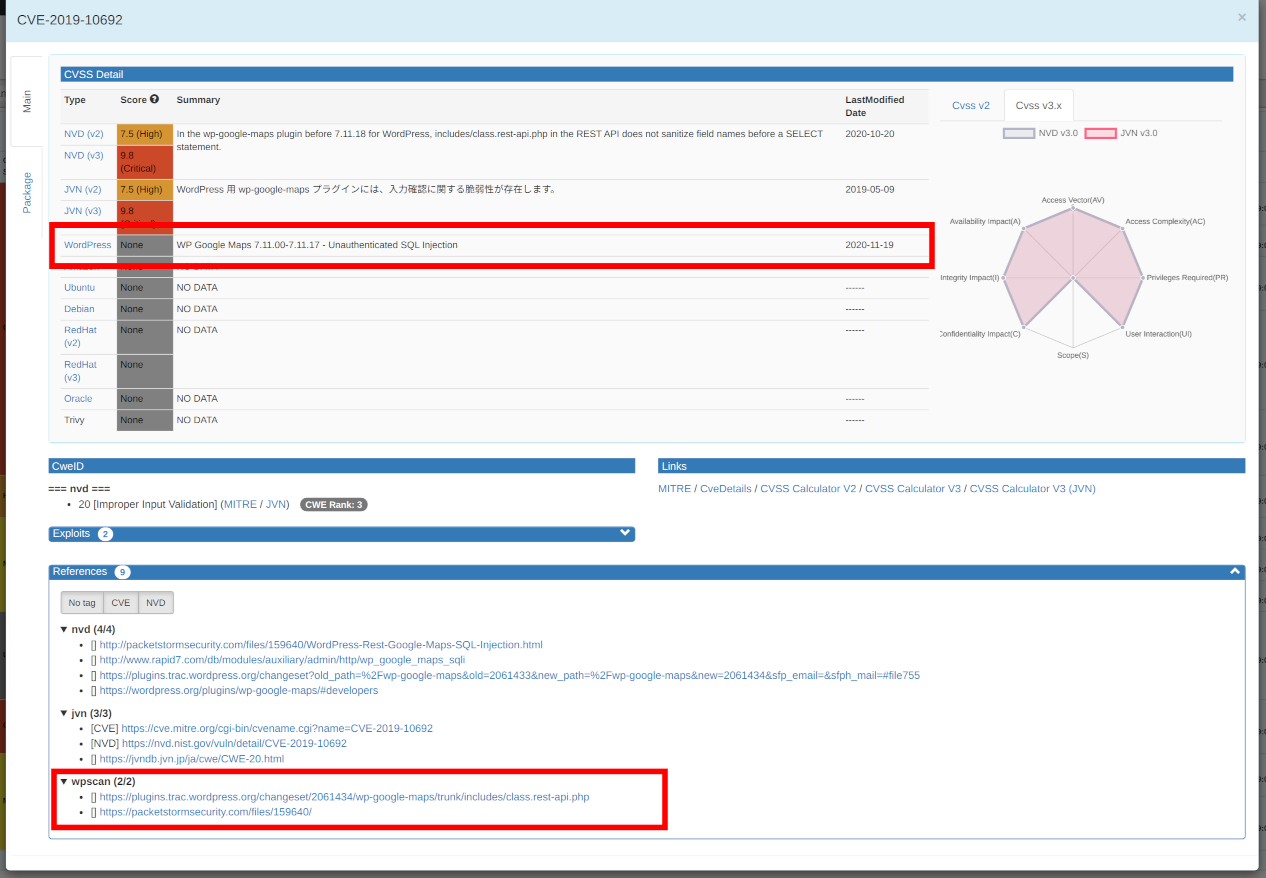 CVE-2019-10692
×
Main
Package
CVSS Detail
Type Score Summary LastModified Date
NVD (v2) 7.5 (High) In the wp-google-maps plugin before 7.11.18 for WordPress, includes/class.rest-api.php in the REST API does not sanitize field names before a SELECT 2020-10-20
statement.
NVD (v3) 9.8
(Critical)
JVN (v2) 7.5 (High) WordPress 用 wp-google-maps プラグインには、入力確認に関する脆弱性が存在します。 2019-05-09
JVN (v3) 9.8
WordPress None WP Google Maps 7.11.00-7.11.17 - Unauthenticated SQL Injection 2020-11-19
Ubuntu None NO DATA ------
Debian None NO DATA ------
RedHat (v2) None NO DATA ------
RedHat (v3) None
Oracle None NO DATA ------
Trivy None NO DATA ------
Cvss v2 Cvss v3.x
NVD v3.0 JVN v3.0
Access Vector(AV)
Availability Impact(A) Access Complexity(AC)
Integrity Impact(I) Privileges Required(PR)
Confidentiality Impact(C) User Interaction(UI)
Scope(S)
CweID
=== nvd ===
• 20 [Improper Input Validation] (MITRE / JVN) CWE Rank: 3
Links
MITRE / CveDetails / CVSS Calculator V2 / CVSS Calculator V3 / CVSS Calculator V3 (JVN)
Exploits 2
References 9
No tag CVE NVD
▼ nvd (4/4)
• [] http://packetstormsecurity.com/files/159640/WordPress-Rest-Google-Maps-SQL-Injection.html
• [] http://www.rapid7.com/db/modules/auxiliary/admin/http/wp_google_maps_sqli
• [] https://plugins.trac.wordpress.org/changeset?old_path=%2Fwp-google-maps&old=2061433&new_path=%2Fwp-google-maps&new=2061434&sfp_email=&sfph_mail=#file755
• [] https://wordpress.org/plugins/wp-google-maps/#developers
▼ jvn (3/3)
• [CVE] https://cve.mitre.org/cgi-bin/cvename.cgi?name=CVE-2019-10692
• [NVD] https://nvd.nist.gov/vuln/detail/CVE-2019-10692
• [] https://jvndb.jvn.jp/ja/cwe/CWE-20.html
▼ wpscan (2/2)
• [] https://plugins.trac.wordpress.org/changeset/2061434/wp-google-maps/trunk/includes/class.rest-api.php
• [] https://packetstormsecurity.com/files/159640/